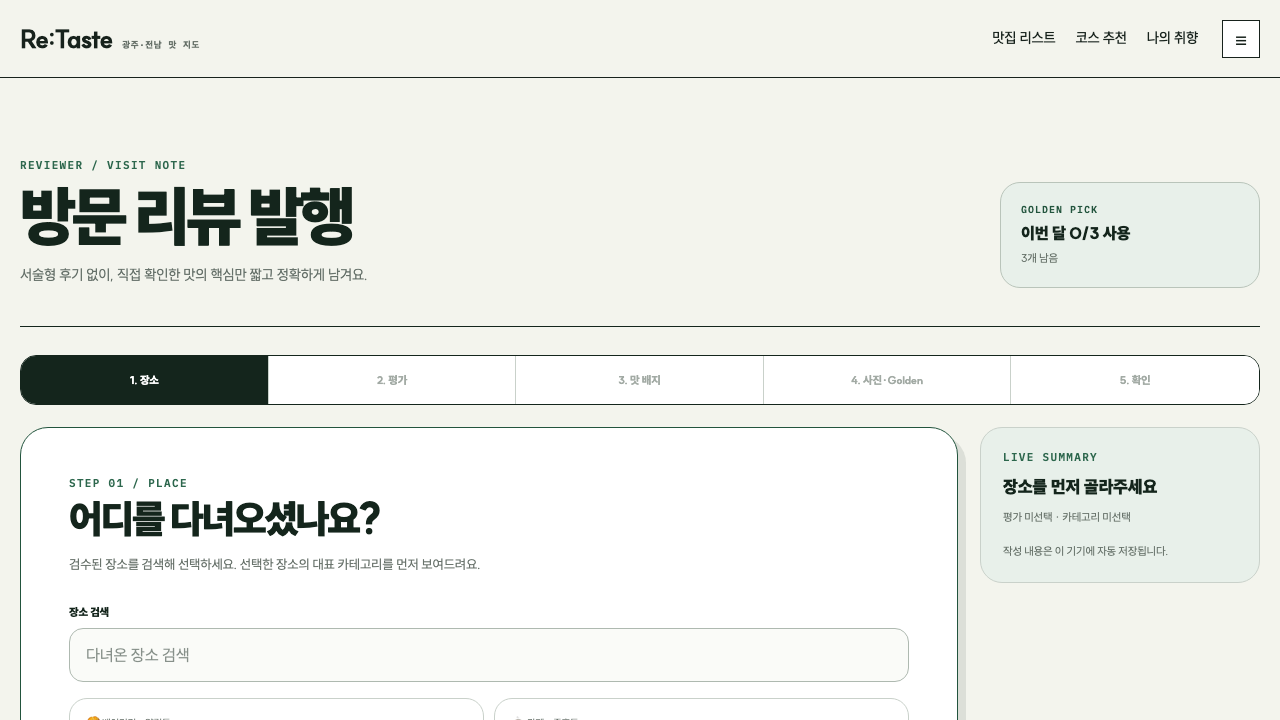 Re:Taste 광주·전남 맛 지도
맛집 리스트
코스 추천
나의 취향
REVIEWER / VISIT NOTE
방문 리뷰 발행
서술형 후기 없이, 직접 확인한 맛의 핵심만 짧고 정확하게 남겨요.
GOLDEN PICK
이번 달 0/3 사용
3개 남음
1. 장소
2. 평가
3. 맛 배지
4. 사진·Golden
5. 확인
STEP 01 / PLACE
어디를 다녀오셨나요?
검수된 장소를 검색해 선택하세요. 선택한 장소의 대표 카테고리를 먼저 보여드려요.
장소 검색
다녀온 장소 검색
LIVE SUMMARY
장소를 먼저 골라주세요
평가 미선택 · 카테고리 미선택
작성 내용은 이 기기에 자동 저장됩니다.